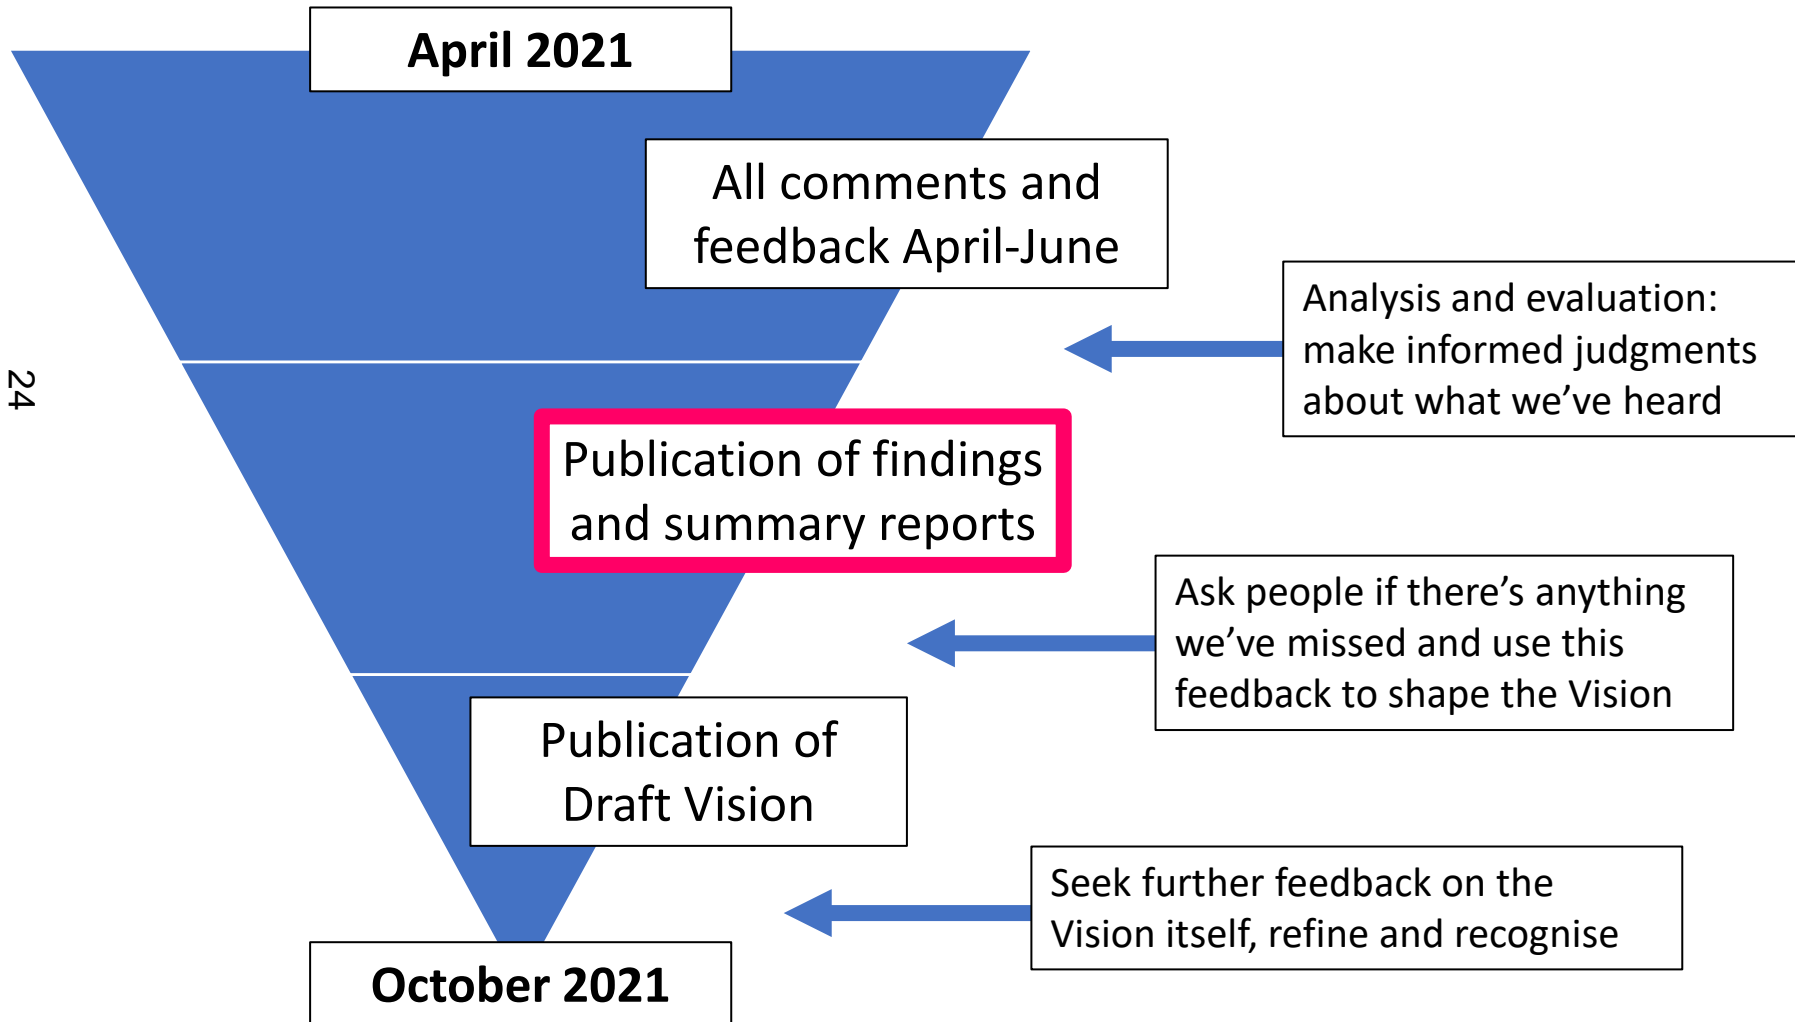 April 2021
All comments and
feedback April-June
Analysis and evaluation:
make informed judgments
about what we’ve heard
24
Publication of findings
and summary reports
Ask people if there’s anything
we’ve missed and use this
feedback to shape the Vision
Publication of
Draft Vision
Seek further feedback on the
Vision itself, refine and recognise
October 2021